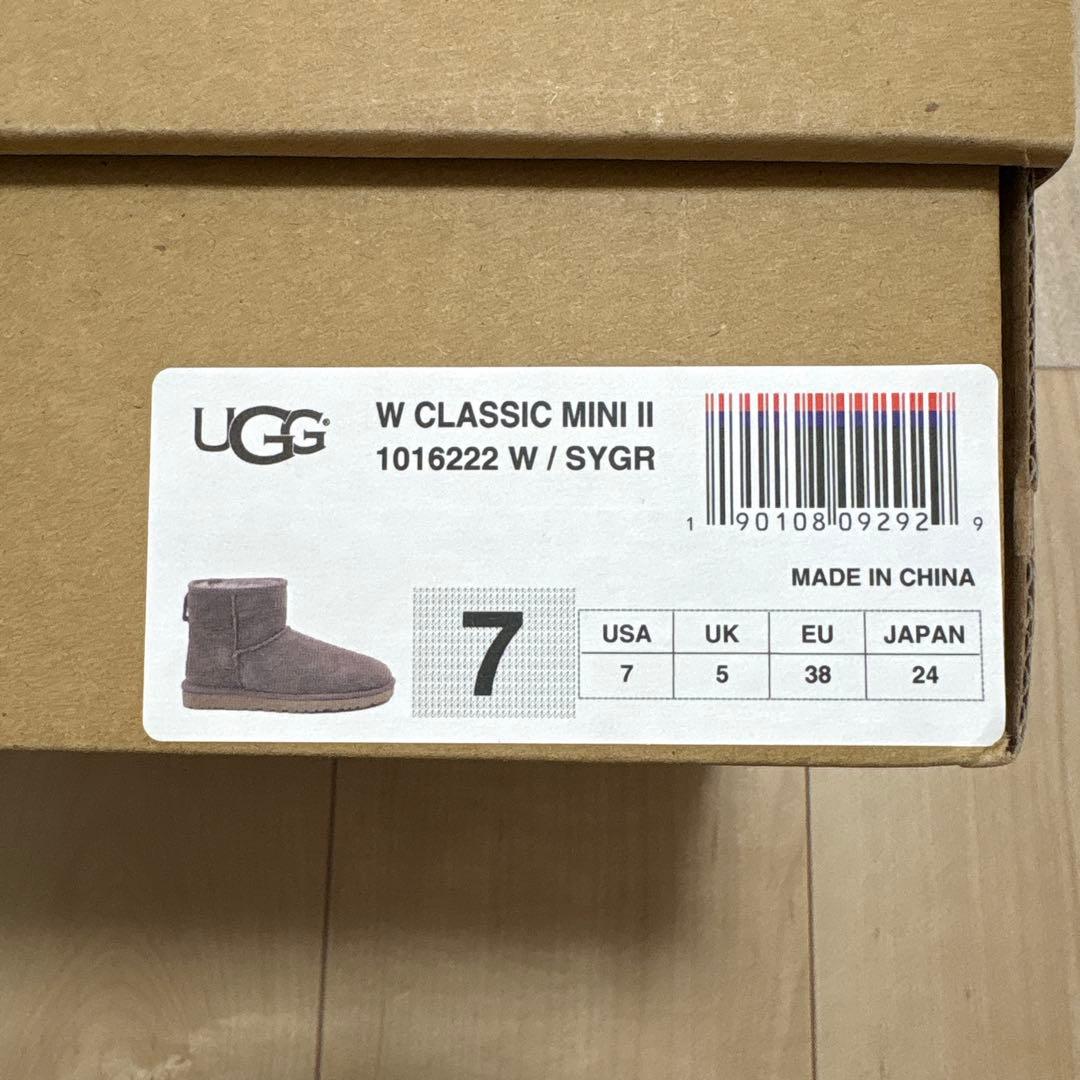 UGG®
W CLASSIC MINI II
1016222 W / SYGR
1 90108 09292 9
MADE IN CHINA
7
USA UK EU JAPAN
7 5 38 24